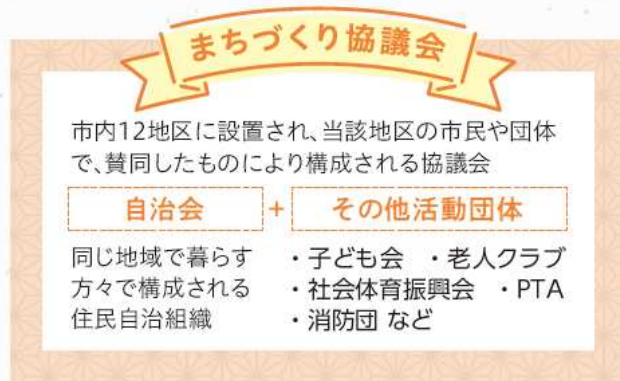 まちづくり協議会
市内12地区に設置され、当該地区の市民や団体
で、賛同したものにより構成される協議会
自治会 + その他活動団体
同じ地域で暮らす
方々で構成される
住民自治組織
・子ども会 ・老人クラブ
・社会体育振興会 ・PTA
・消防団 など